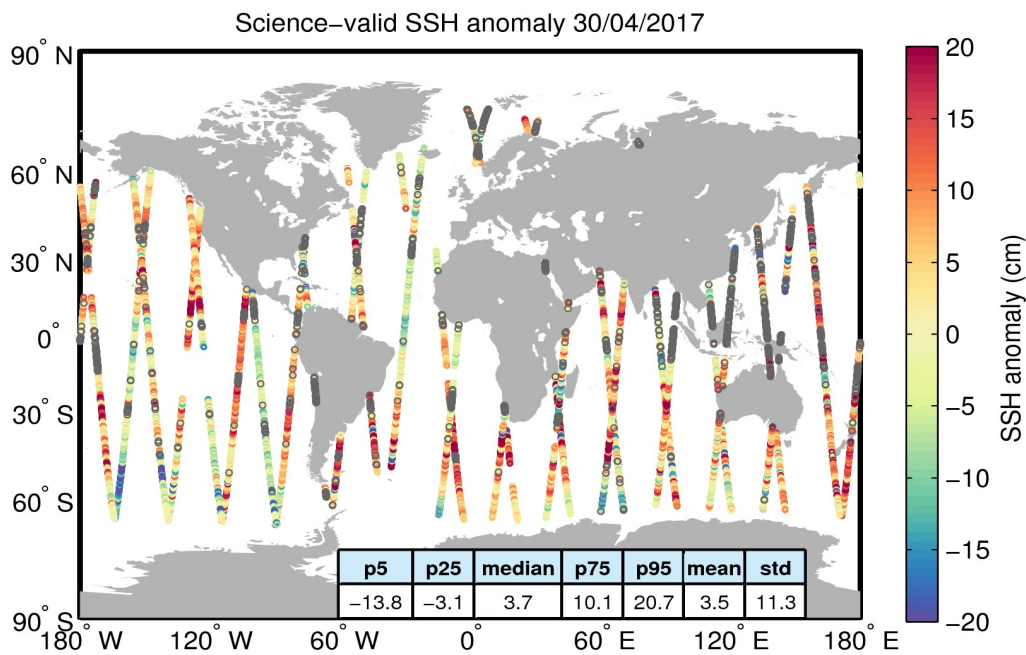 Science−valid SSH anomaly 30/04/2017
90° N
60° N
30° N
0°
30° S
60° S
90° S
180° W 120° W 60° W 0° 60° E 120° E 180° E
p5 p25 median p75 p95 mean std
−13.8 −3.1 3.7 10.1 20.7 3.5 11.3
20
15
10
5
0
−5
−10
−15
−20
SSH anomaly (cm)